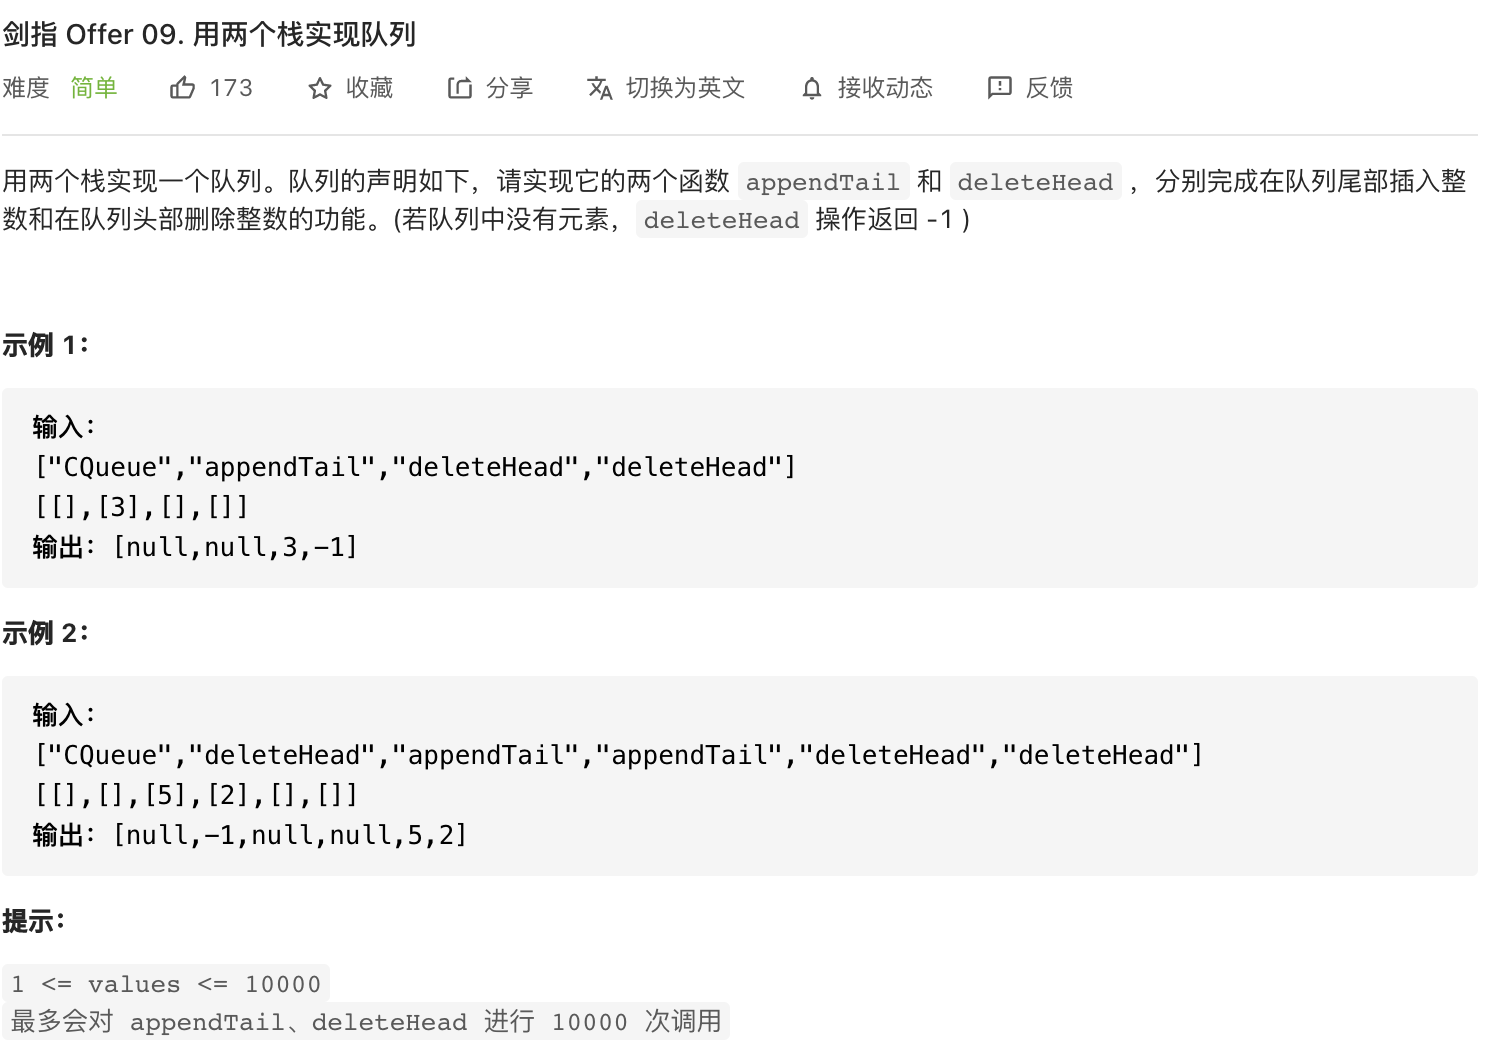 剑指 Offer 09. 用两个栈实现队列
难度 简单 173 收藏 分享 切换为英文 接收动态 反馈
用两个栈实现一个队列。队列的声明如下，请实现它的两个函数 appendTail 和 deleteHead ，分别完成在队列尾部插入整
数和在队列头部删除整数的功能。(若队列中没有元素，deleteHead 操作返回 -1 )
示例 1：
输入：
["CQueue","appendTail","deleteHead","deleteHead"]
[[],[3],[],[]]
输出：[null,null,3,-1]
示例 2：
输入：
["CQueue","deleteHead","appendTail","appendTail","deleteHead","deleteHead"]
[[],[],[5],[2],[],[]]
输出：[null,-1,null,null,5,2]
提示：
1 <= values <= 10000
最多会对 appendTail、deleteHead 进行 10000 次调用